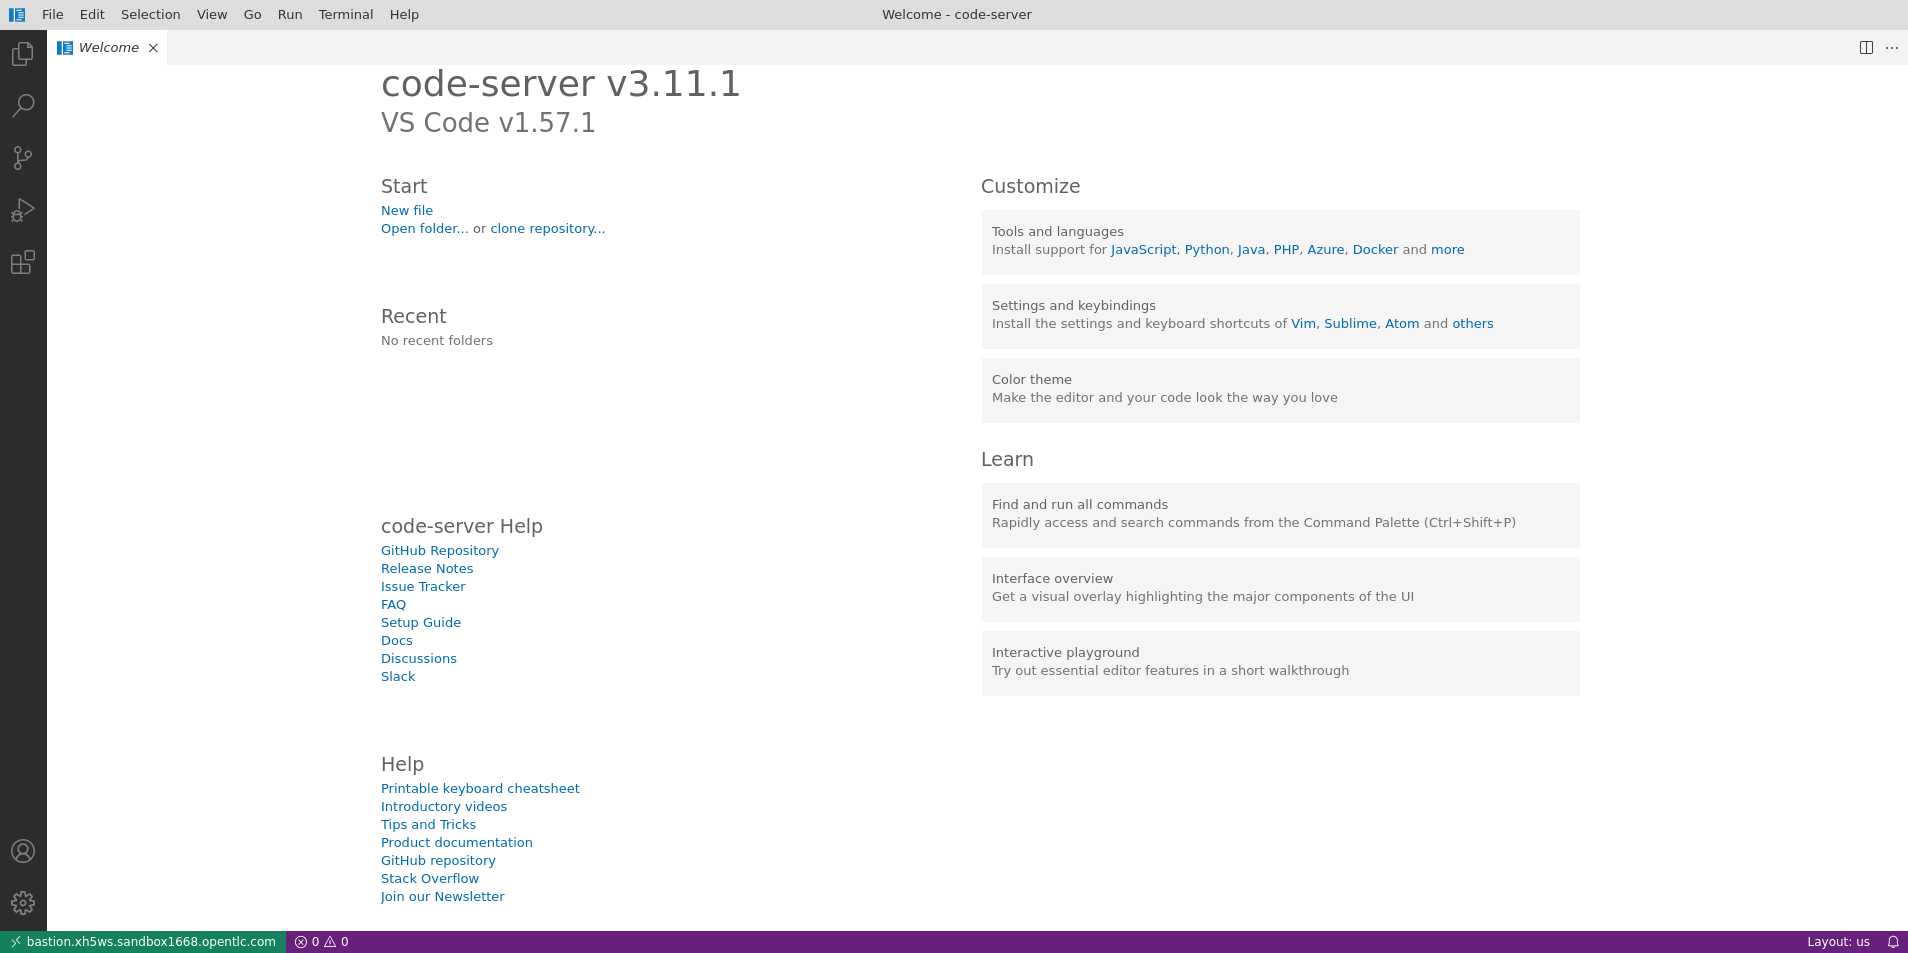 File Edit Selection View Go Run Terminal Help
Welcome - code-server
Welcome
code-server v3.11.1
VS Code v1.57.1
Start
New file
Open folder... or clone repository...
Recent
No recent folders
code-server Help
GitHub Repository
Release Notes
Issue Tracker
FAQ
Setup Guide
Docs
Discussions
Slack
Help
Printable keyboard cheatsheet
Introductory videos
Tips and Tricks
Product documentation
GitHub repository
Stack Overflow
Join our Newsletter
Customize
Tools and languages
Install support for JavaScript, Python, Java, PHP, Azure, Docker and more
Settings and keybindings
Install the settings and keyboard shortcuts of Vim, Sublime, Atom and others
Color theme
Make the editor and your code look the way you love
Learn
Find and run all commands
Rapidly access and search commands from the Command Palette (Ctrl+Shift+P)
Interface overview
Get a visual overlay highlighting the major components of the UI
Interactive playground
Try out essential editor features in a short walkthrough
bastion.xh5ws.sandbox1668.opentlc.com
0 0
Layout: us